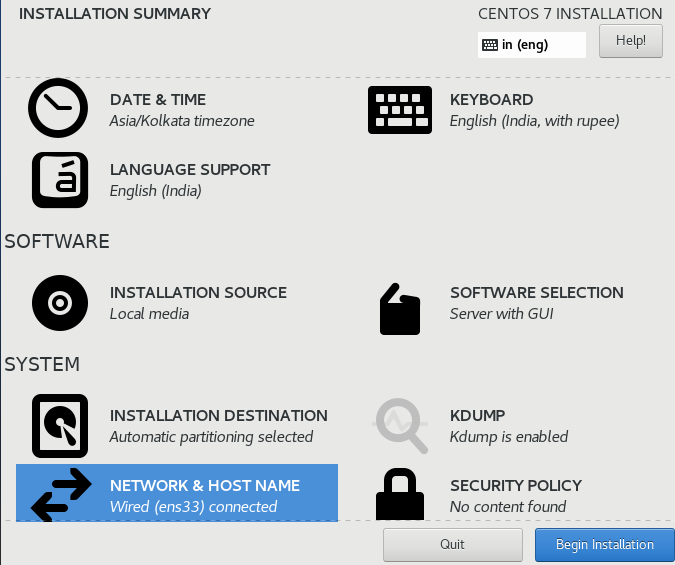 INSTALLATION SUMMARY
CENTOS 7 INSTALLATION
in (eng)
Help!
DATE & TIME
Asia/Kolkata timezone
KEYBOARD
English (India, with rupee)
LANGUAGE SUPPORT
English (India)
SOFTWARE
INSTALLATION SOURCE
Local media
SOFTWARE SELECTION
Server with GUI
SYSTEM
INSTALLATION DESTINATION
Automatic partitioning selected
KDUMP
Kdump is enabled
NETWORK & HOST NAME
Wired (ens33) connected
SECURITY POLICY
No content found
Quit
Begin Installation